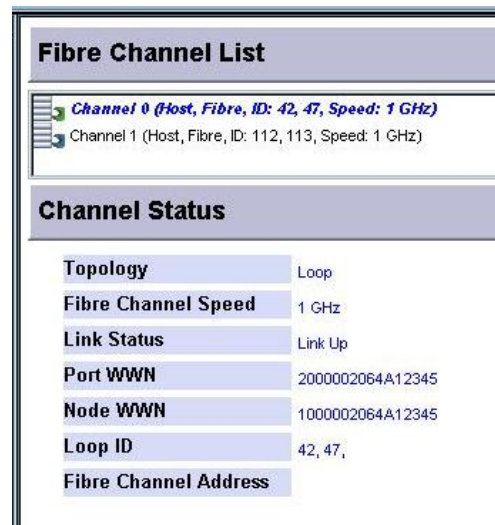 Fibre Channel List
Channel 0 (Host, Fibre, ID: 42, 47, Speed: 1 GHz)
Channel 1 (Host, Fibre, ID: 112, 113, Speed: 1 GHz)
Channel Status
Topology Loop
Fibre Channel Speed 1 GHz
Link Status Link Up
Port WWN 2000002064A12345
Node WWN 1000002064A12345
Loop ID 42, 47,
Fibre Channel Address